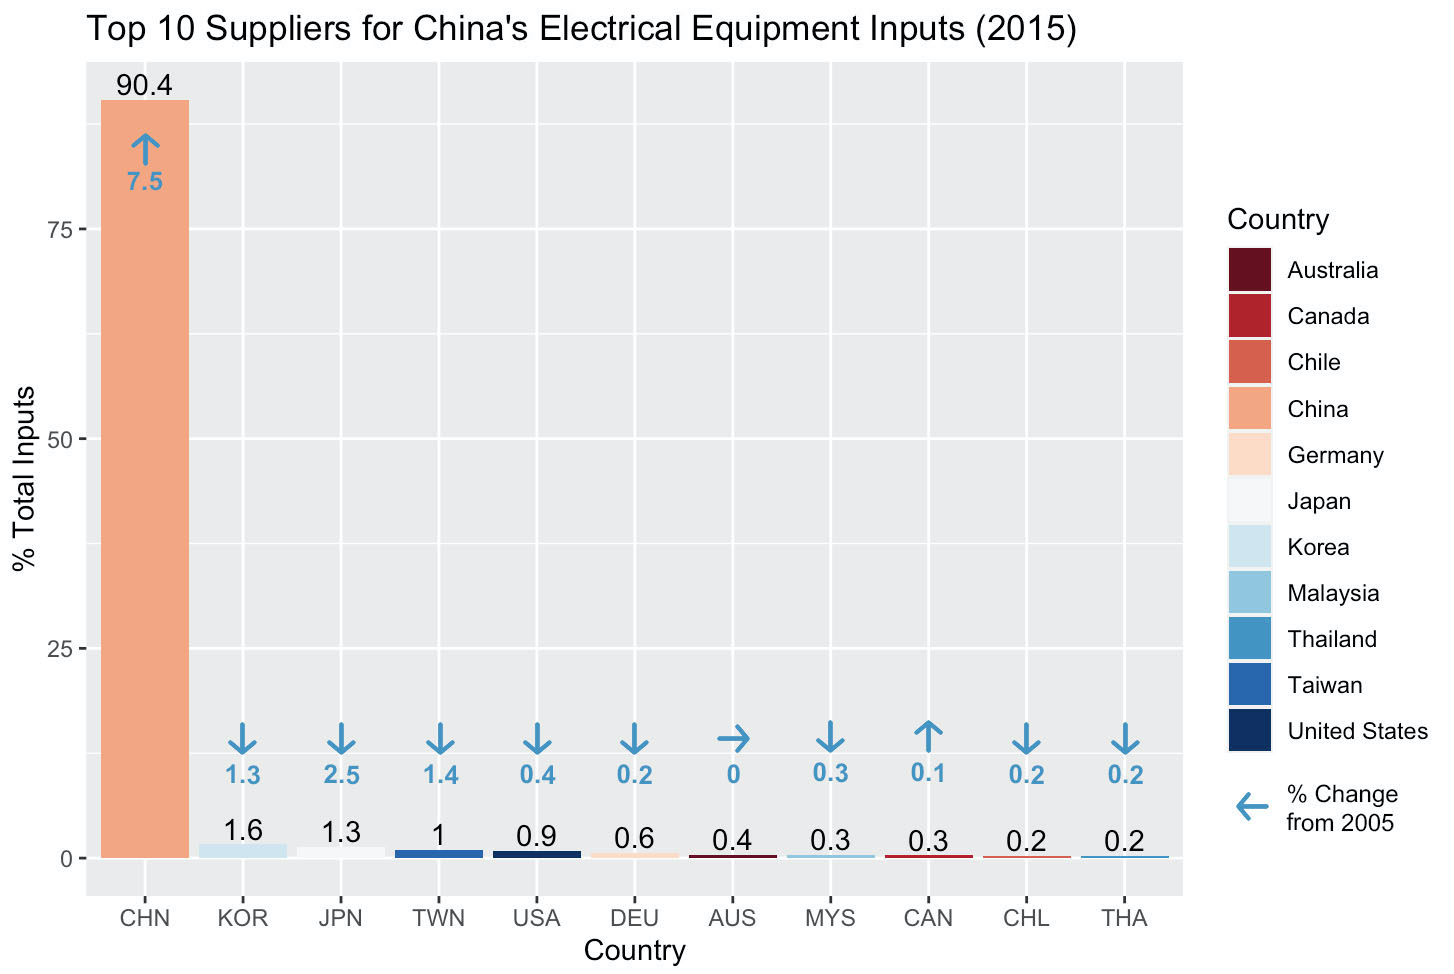 Top 10 Suppliers for China's Electrical Equipment Inputs (2015)
% Total Inputs
75
50
25
0
90.4
7.5
1.3 2.5 1.4 0.4 0.2 0 0.3 0.1 0.2 0.2
1.6 1.3 1 0.9 0.6 0.4 0.3 0.3 0.2 0.2
CHN KOR JPN TWN USA DEU AUS MYS CAN CHL THA
Country
Country
Australia
Canada
Chile
China
Germany
Japan
Korea
Malaysia
Thailand
Taiwan
United States
% Change
from 2005